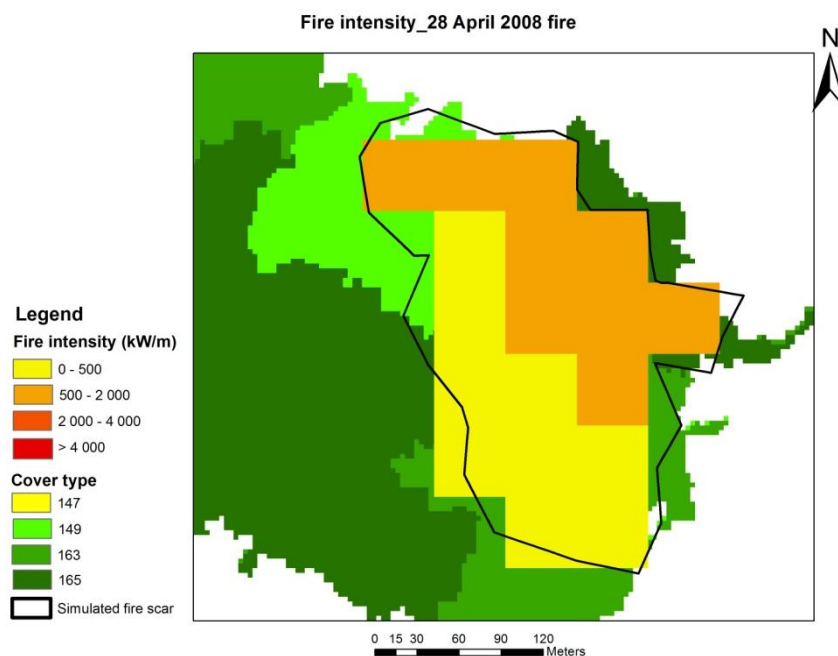 Fire intensity_28 April 2008 fire
N
Legend
Fire intensity (kW/m)
0 - 500
500 - 2 000
2 000 - 4 000
> 4 000
Cover type
147
149
163
165
Simulated fire scar
0 15 30 60 90 120
Meters